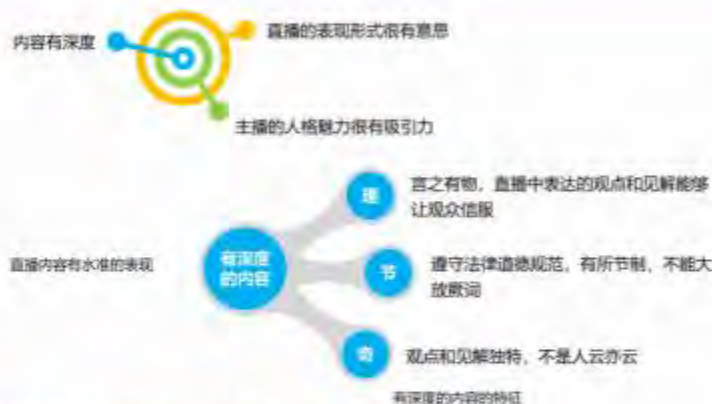 内容有深度
直播的表现形式很有意思
主播的人格魅力很有吸引力
直播内容有水准的表现
有深度
的内容
理
言之有物，直播中表达的观点和见解能够
让观众信服
节
遵守法律道德规范，有所节制，不能大
放厥词
奇
观点和见解独特，不是人云亦云
有深度的内容的特征